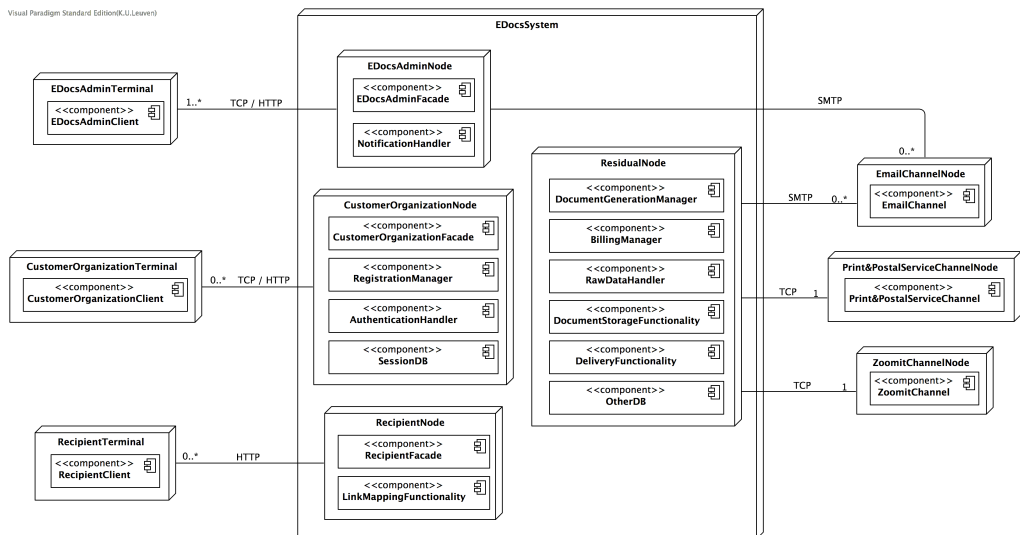 Visual Paradigm Standard Edition(K.U.Leuven)
EDocsSystem
EDocsAdminTerminal
<<component>>
EDocsAdminClient
1..*
TCP / HTTP
EDocsAdminNode
<<component>>
EDocsAdminFacade
<<component>>
NotificationHandler
SMTP
0..*
EmailChannelNode
<<component>>
EmailChannel
ResidualNode
<<component>>
DocumentGenerationManager
<<component>>
BillingManager
<<component>>
RawDataHandler
<<component>>
DocumentStorageFunctionality
<<component>>
DeliveryFunctionality
<<component>>
OtherDB
SMTP
0..*
CustomerOrganizationTerminal
<<component>>
CustomerOrganizationClient
0..*
TCP / HTTP
CustomerOrganizationNode
<<component>>
CustomerOrganizationFacade
<<component>>
RegistrationManager
<<component>>
AuthenticationHandler
<<component>>
SessionDB
TCP
1
Print&PostalServiceChannelNode
<<component>>
Print&PostalServiceChannel
TCP
1
ZoomitChannelNode
<<component>>
ZoomitChannel
RecipientTerminal
<<component>>
RecipientClient
0..*
HTTP
RecipientNode
<<component>>
RecipientFacade
<<component>>
LinkMappingFunctionality